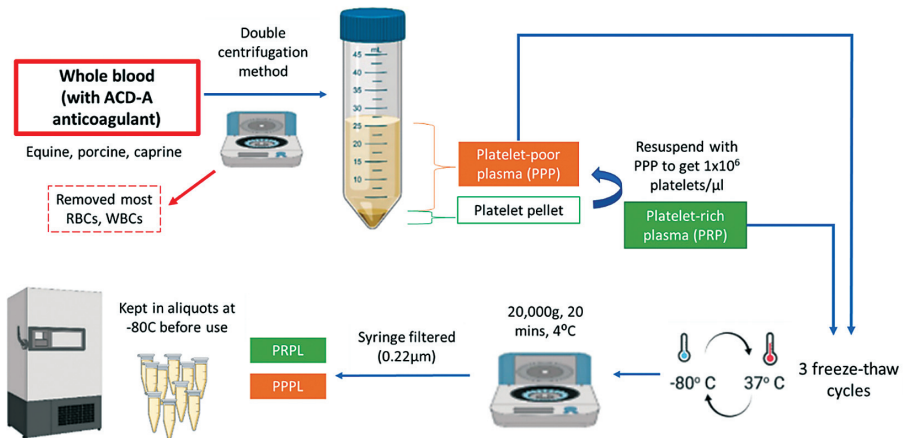 Whole blood
(with ACD-A
anticoagulant)
Equine, porcine, caprine
Removed most
RBCs, WBCs
Double
centrifugation
method
mL
45
40
35
30
25
20
15
10
5
Platelet-poor
plasma (PPP)
Platelet pellet
Resuspend with
PPP to get 1x10⁶
platelets/µl
Platelet-rich
plasma (PRP)
3 freeze-thaw
cycles
-80° C
37° C
20,000g, 20
mins, 4⁰C
Syringe filtered
(0.22µm)
PRPL
PPPL
Kept in aliquots at
-80C before use